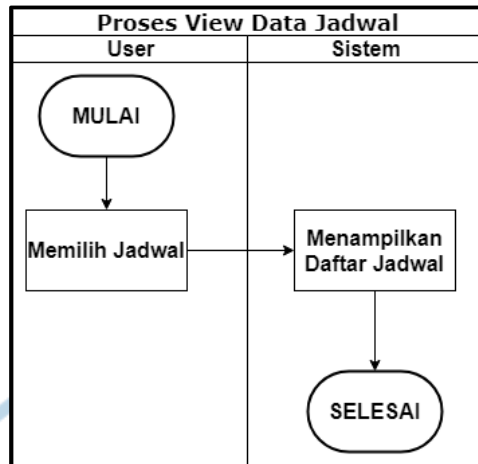 Proses View Data Jadwal
User
Sistem
MULAI
Memilih Jadwal
Menampilkan
Daftar Jadwal
SELESAI